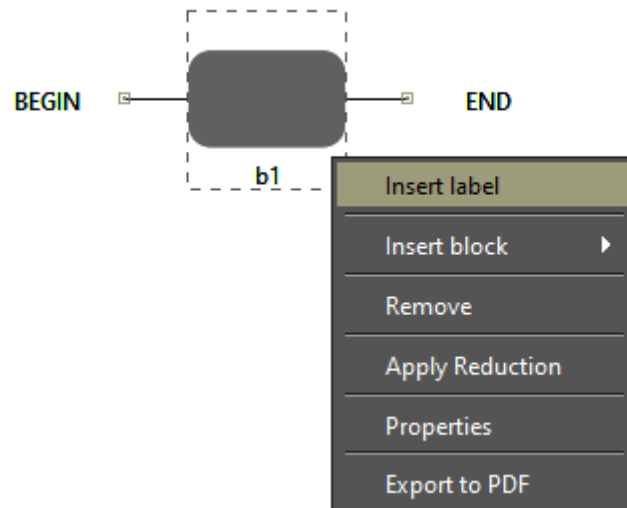 BEGIN
END
b1
Insert label
Insert block
Remove
Apply Reduction
Properties
Export to PDF